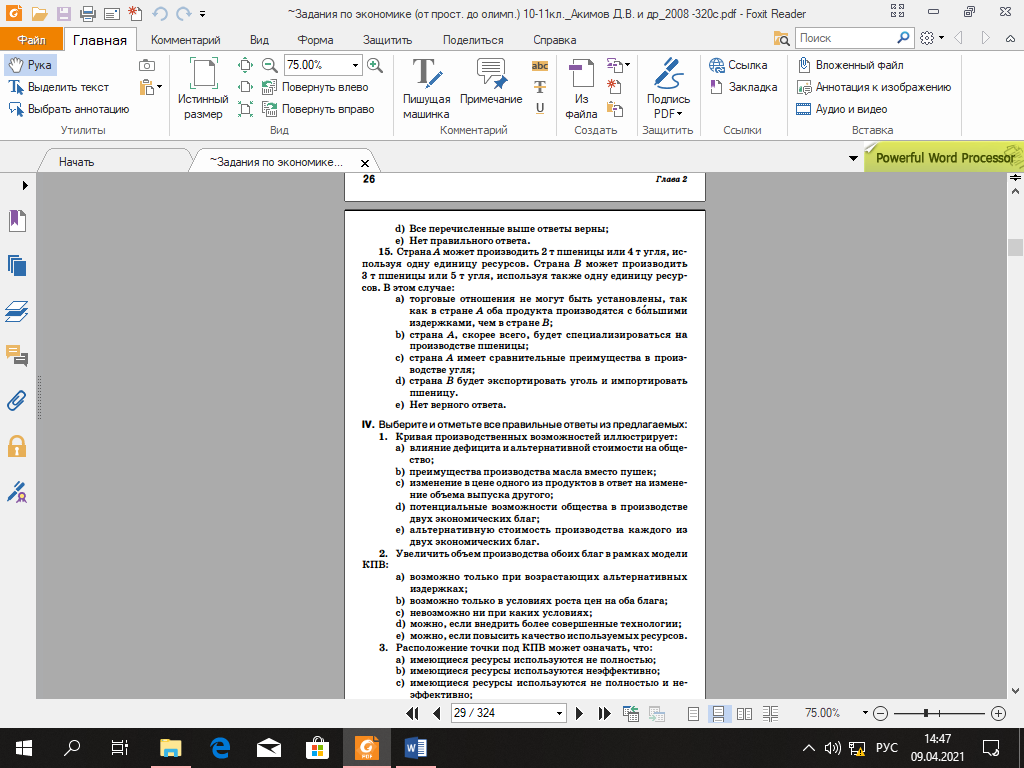 ~Задания по экономике (от прост. до олимп.) 10-11кл._Акимов Д.В. и др_2008 -320с.pdf - Foxit Reader
Файл Главная Комментарий Вид Форма Защитить Поделиться Справка Поиск
Рука 75.00% Ссылка Вложенный файл
Выделить текст Повернуть влево Закладка Аннотация к изображению
Выбрать аннотацию Истинный размер Повернуть вправо Пишущая машинка Примечание abc T U Из файла Подпись PDF Аудио и видео
Утилиты Вид Комментарий Создать Защитить Ссылки Вставка
Начать ~Задания по экономике... Powerful Word Processor
26 Глава 2
d) Все перечисленные выше ответы верны;
e) Нет правильного ответа.
15. Страна A может производить 2 т пшеницы или 4 т угля, ис-
пользуя одну единицу ресурсов. Страна B может производить
3 т пшеницы или 5 т угля, используя также одну единицу ресур-
сов. В этом случае:
a) торговые отношения не могут быть установлены, так
как в стране A оба продукта производятся с бо́льшими
издержками, чем в стране B;
b) страна A, скорее всего, будет специализироваться на
производстве пшеницы;
c) страна A имеет сравнительные преимущества в произ-
водстве угля;
d) страна B будет экспортировать уголь и импортировать
пшеницу.
e) Нет верного ответа.
IV. Выберите и отметьте все правильные ответы из предлагаемых:
1. Кривая производственных возможностей иллюстрирует:
a) влияние дефицита и альтернативной стоимости на обще-
ство;
b) преимущества производства масла вместо пушек;
c) изменение в цене одного из продуктов в ответ на измене-
ние объема выпуска другого;
d) потенциальные возможности общества в производстве
двух экономических благ;
e) альтернативную стоимость производства каждого из
двух экономических благ.
2. Увеличить объем производства обоих благ в рамках модели
КПВ:
a) возможно только при возрастающих альтернативных
издержках;
b) возможно только в условиях роста цен на оба блага;
c) невозможно ни при каких условиях;
d) можно, если внедрить более совершенные технологии;
e) можно, если повысить качество используемых ресурсов.
3. Расположение точки под КПВ может означать, что:
a) имеющиеся ресурсы используются не полностью;
b) имеющиеся ресурсы используются неэффективно;
c) имеющиеся ресурсы используются не полностью и не-
эффективно;
29 / 324 75.00%
РУС 14:47
09.04.2021